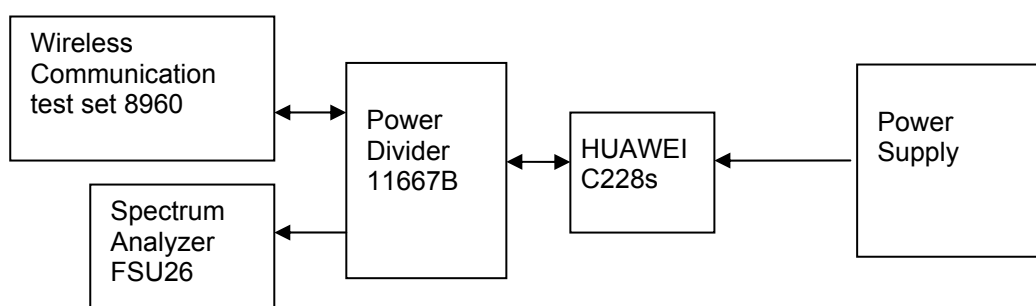 Wireless
Communication
test set 8960
Power
Divider
11667B
HUAWEI
C228s
Power
Supply
Spectrum
Analyzer
FSU26